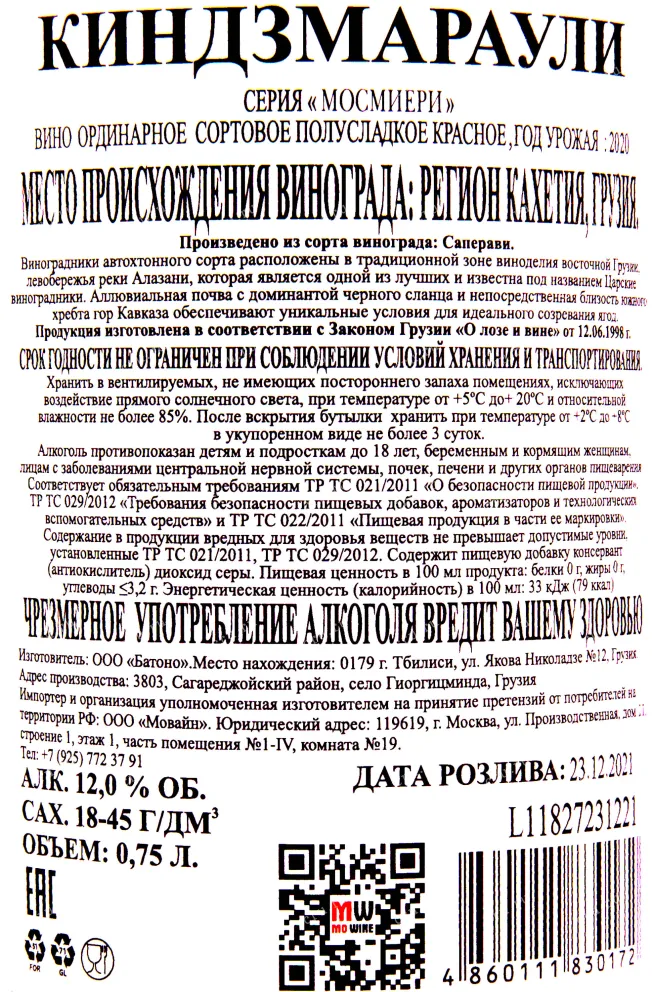 КИНДЗМАРАУЛИ
СЕРИЯ «МОСМИЕРИ»
ВИНО ОРДИНАРНОЕ СОРТОВОЕ ПОЛУСЛАДКОЕ КРАСНОЕ, ГОД УРОЖАЯ : 2020
МЕСТО ПРОИСХОЖДЕНИЯ ВИНОГРАДА: РЕГИОН КАХЕТИЯ, ГРУЗИЯ.
Произведено из сорта винограда: Саперави.
Виноградники автохтонного сорта расположены в традиционной зоне виноделия восточной Грузии,
левобережья реки Алазани, которая является одной из лучших и известна под названием Царские
виноградники. Аллювиальная почва с доминантой черного сланца и непосредственная близость южного
хребта гор Кавказа обеспечивают уникальные условия для идеального созревания ягод.
Продукция изготовлена в соответствии с Законом Грузии «О лозе и вине» от 12.06.1998 г.
СРОК ГОДНОСТИ НЕ ОГРАНИЧЕН ПРИ СОБЛЮДЕНИИ УСЛОВИЙ ХРАНЕНИЯ И ТРАНСПОРТИРОВАНИЯ.
Хранить в вентилируемых, не имеющих постороннего запаха помещениях, исключающих
воздействие прямого солнечного света, при температуре от +5°С до+ 20°С и относительной
влажности не более 85%. После вскрытия бутылки хранить при температуре от +2°С до +8°С
в укупоренном виде не более 3 суток.
Алкоголь противопоказан детям и подросткам до 18 лет, беременным и кормящим женщинам,
лицам с заболеваниями центральной нервной системы, почек, печени и других органов пищеварения
Соответствует обязательным требованиям ТР ТС 021/2011 «О безопасности пищевой продукции»,
ТР ТС 029/2012 «Требования безопасности пищевых добавок, ароматизаторов и технологических
вспомогательных средств» и ТР ТС 022/2011 «Пищевая продукция в части ее маркировки».
Содержание в продукции вредных для здоровья веществ не превышает допустимые уровни,
установленные ТР ТС 021/2011, ТР ТС 029/2012. Содержит пищевую добавку консервант
(антиокислитель) диоксид серы. Пищевая ценность в 100 мл продукта: белки 0 г, жиры 0 г,
углеводы ≤3,2 г. Энергетическая ценность (калорийность) в 100 мл: 33 кДж (79 ккал)
ЧРЕЗМЕРНОЕ УПОТРЕБЛЕНИЕ АЛКОГОЛЯ ВРЕДИТ ВАШЕМУ ЗДОРОВЬЮ
Изготовитель: ООО «Батоно».Место нахождения: 0179 г. Тбилиси, ул. Якова Николадзе №12, Грузия
Адрес производства: 3803, Сагареджойский район, село Гиоргицминда, Грузия
Импортер и организация уполномоченная изготовителем на принятие претензий от потребителей на
территории РФ: ООО «Мовайн». Юридический адрес: 119619, г. Москва, ул. Производственная, дом
строение 1, этаж 1, часть помещения №1-IV, комната №19.
Тел: +7 (925) 772 37 91
АЛК. 12,0 % ОБ.
САХ. 18-45 Г/ДМ³
ОБЪЕМ: 0,75 Л.
ДАТА РОЗЛИВА: 23.12.2021
L11827231221
EAC
MW
MO WINE
51
FOR
71
GL
4 860111 830172